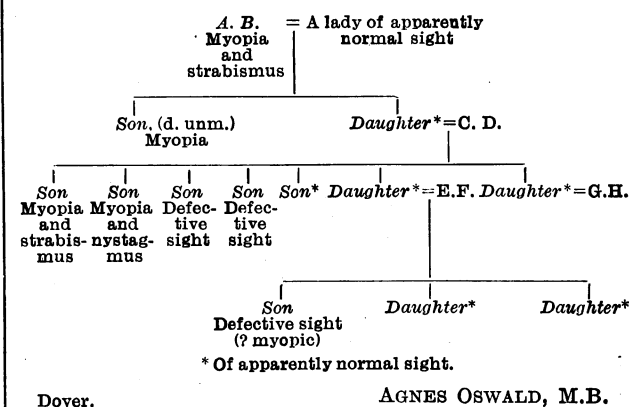 A. B. = A lady of apparently
Myopia normal sight
and
strabismus
Son. (d. unm.) Daughter*=C. D.
Myopia
Son Son Son Son Son* Daughter*=E.F. Daughter*=G.H.
Myopia Myopia Defec- Defec-
and and tive tive
strabis- nystag- sight sight
mus mus
Son Daughter* Daughter*
Defective sight
(? myopic)
* Of apparently normal sight.
Dover. AGNES OSWALD, M.B.